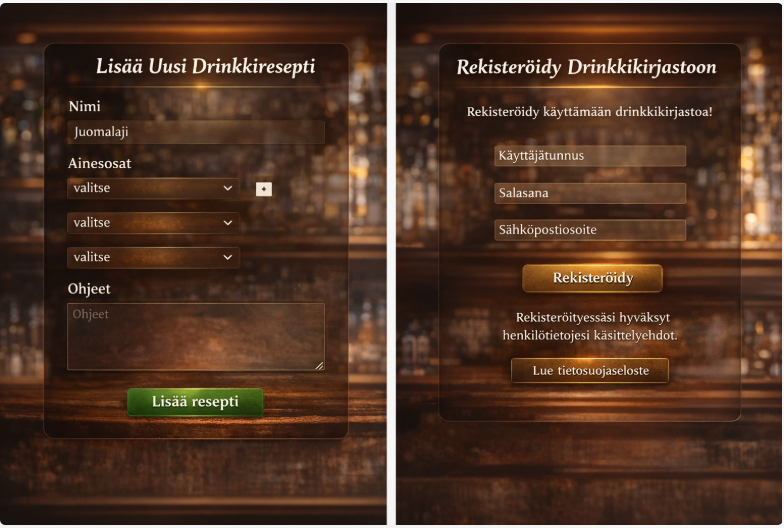 Lisää Uusi Drinkkiresepti
Nimi
Juomalaji
Ainesosat
valitse
valitse
valitse
Ohjeet
Ohjeet
Lisää resepti
Rekisteröidy Drinkkikirjastoon
Rekisteröidy käyttämään drinkkikirjastoa!
Käyttäjätunnus
Salasana
Sähköpostiosoite
Rekisteröidy
Rekisteröityessäsi hyväksyt
henkilötietojesi käsittelyehdot.
Lue tietosuojaseloste